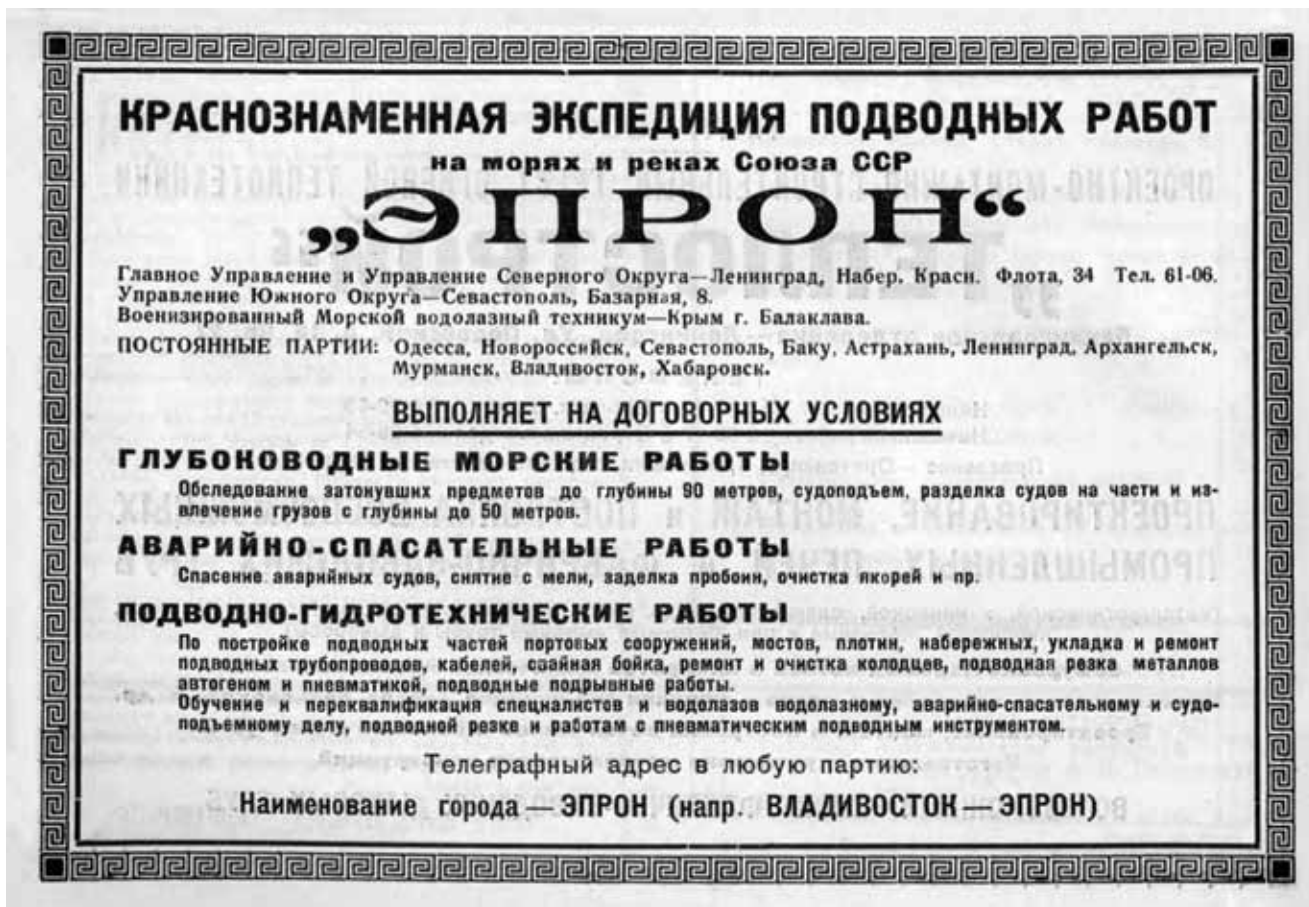 КРАСНОЗНАМЕННАЯ ЭКСПЕДИЦИЯ ПОДВОДНЫХ РАБОТ
на морях и реках Союза ССР
„ЭПРОН“
Главное Управление и Управление Северного Округа—Ленинград, Набер. Красн. Флота, 34 Тел. 61-06.
Управление Южного Округа—Севастополь, Базарная, 8.
Военизированный Морской водолазный техникум—Крым г. Балаклава.
ПОСТОЯННЫЕ ПАРТИИ: Одесса, Новороссийск, Севастополь, Баку, Астрахань, Ленинград, Архангельск,
Мурманск, Владивосток, Хабаровск.
ВЫПОЛНЯЕТ НА ДОГОВОРНЫХ УСЛОВИЯХ
ГЛУБОКОВОДНЫЕ МОРСКИЕ РАБОТЫ
Обследование затонувших предметов до глубины 90 метров, судоподъем, разделка судов на части и из-
влечение грузов с глубины до 50 метров.
АВАРИЙНО-СПАСАТЕЛЬНЫЕ РАБОТЫ
Спасение аварийных судов, снятие с мели, заделка пробоин, очистка якорей и пр.
ПОДВОДНО-ГИДРОТЕХНИЧЕСКИЕ РАБОТЫ
По постройке подводных частей портовых сооружений, мостов, плотин, набережных, укладка и ремонт
подводных трубопроводов, кабелей, свайная бойка, ремонт и очистка колодцев, подводная резка металлов
автогеном и пневматикой, подводные подрывные работы.
Обучение и переквалификация специалистов и водолазов водолазному, аварийно-спасательному и судо-
подъемному делу, подводной резке и работам с пневматическим подводным инструментом.
Телеграфный адрес в любую партию:
Наименование города — ЭПРОН (напр.. ВЛАДИВОСТОК — ЭПРОН)